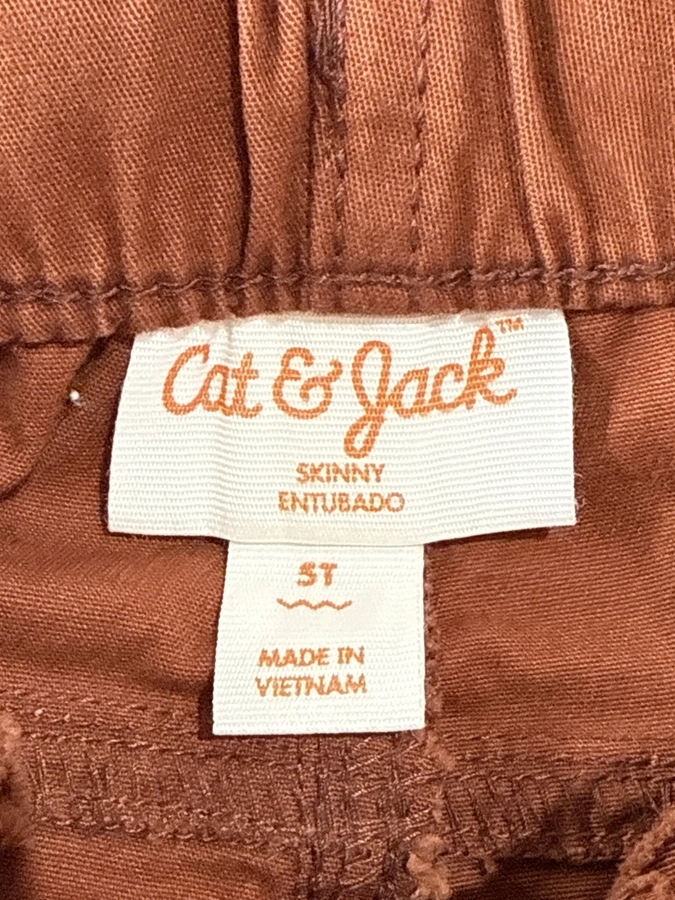 Cat & Jack™
SKINNY
ENTUBADO
5T
MADE IN
VIETNAM